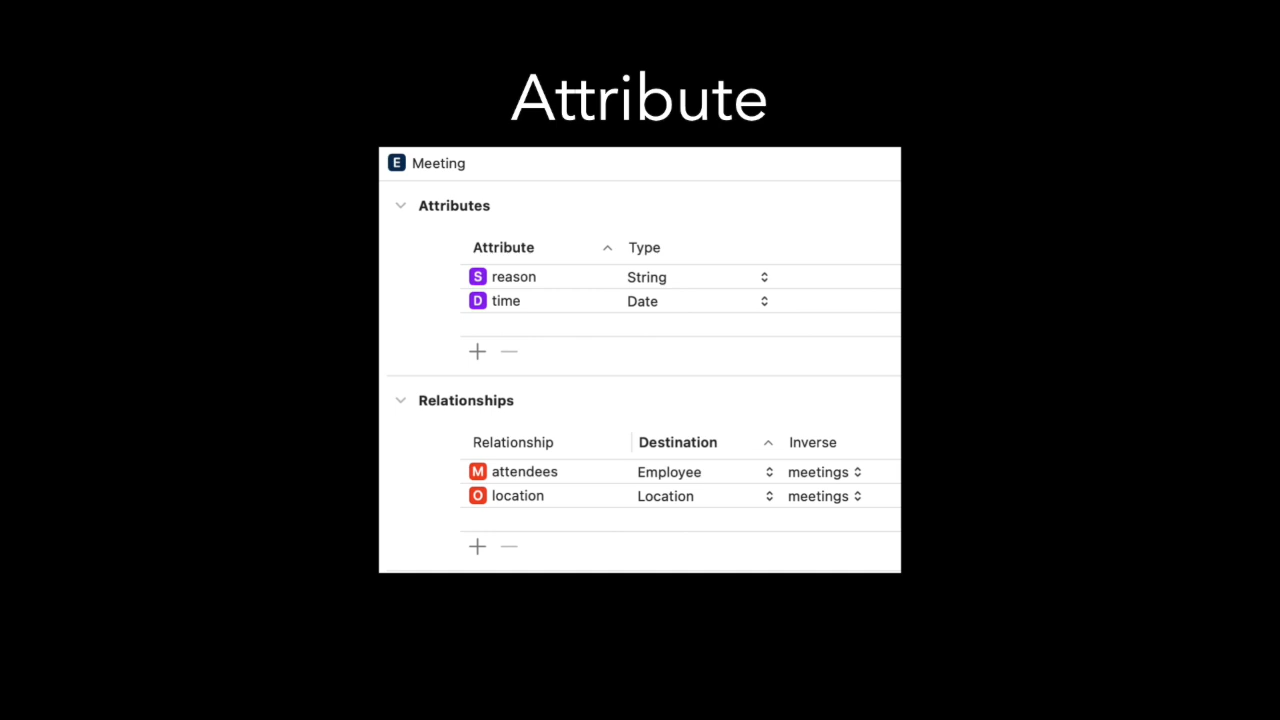 Attribute
E Meeting
Attributes
Attribute Type
S reason String
D time Date
Relationships
Relationship Destination Inverse
M attendees Employee meetings
O location Location meetings